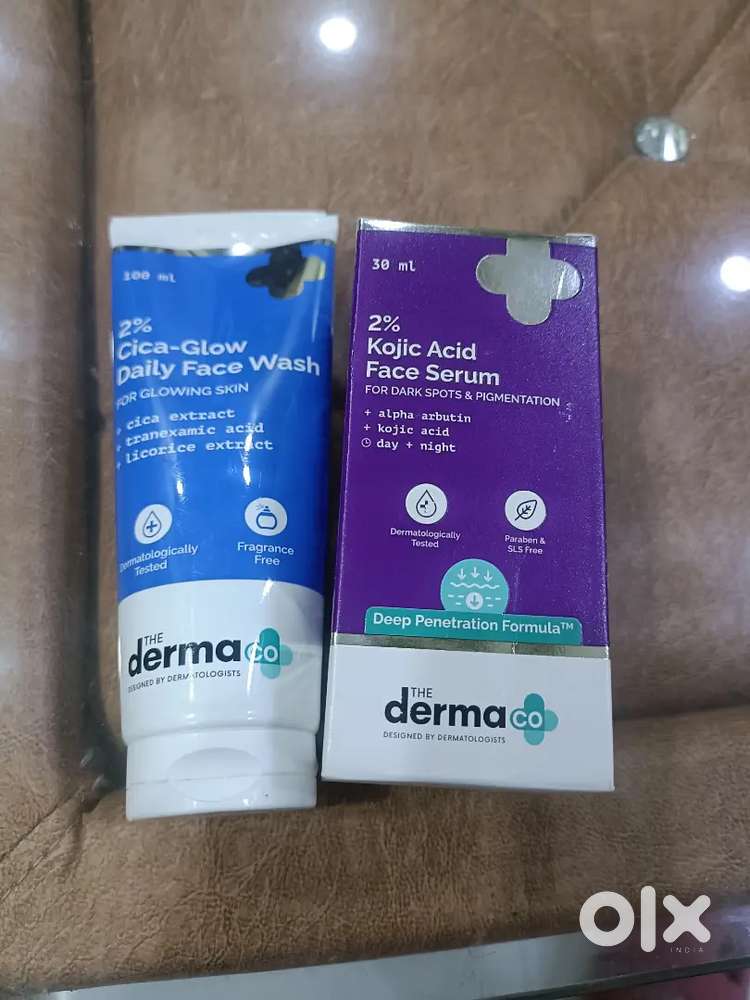 100 ml
2%
Cica-Glow
Daily Face Wash
FOR GLOWING SKIN
+ cica extract
+ tranexamic acid
+ licorice extract
Dermatologically
Tested
Fragrance
Free
THE
derma co
DESIGNED BY DERMATOLOGISTS
30 ml
2%
Kojic Acid
Face Serum
FOR DARK SPOTS & PIGMENTATION
+ alpha arbutin
+ kojic acid
day + night
Dermatologically
Tested
Paraben &
SLS Free
Deep Penetration Formula™
THE
derma co
DESIGNED BY DERMATOLOGISTS
olx
INDIA